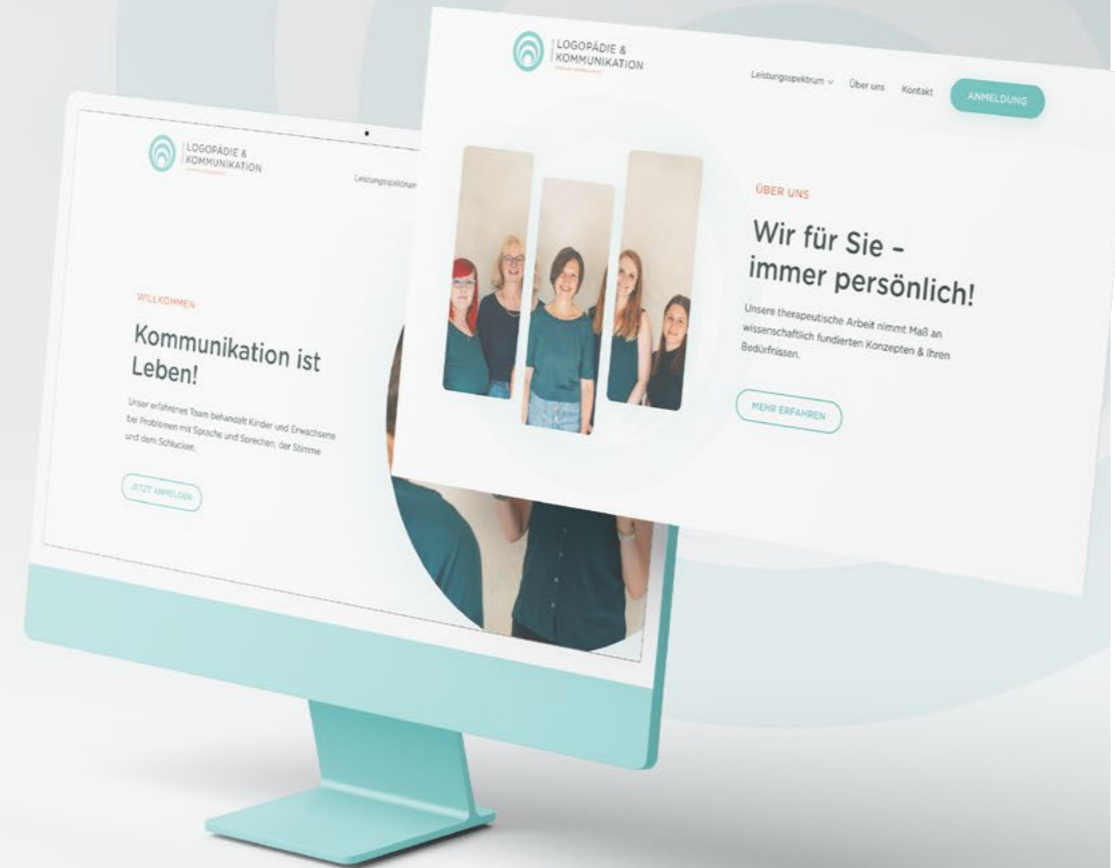 LOGOPÄDIE &
KOMMUNIKATION
Leistungsspektrum
WILLKOMMEN
Kommunikation ist
Leben!
Unser erfahrenes Team behandelt Kinder und Erwachsene
bei Problemen mit Sprache und Sprechen, der Stimme
und dem Schlucken.
JETZT ANMELDEN
LOGOPÄDIE &
KOMMUNIKATION
Leistungsspektrum Über uns Kontakt ANMELDUNG
ÜBER UNS
Wir für Sie –
immer persönlich!
Unsere therapeutische Arbeit nimmt Maß an
wissenschaftlich fundierten Konzepten & Ihren
Bedürfnissen.
MEHR ERFAHREN